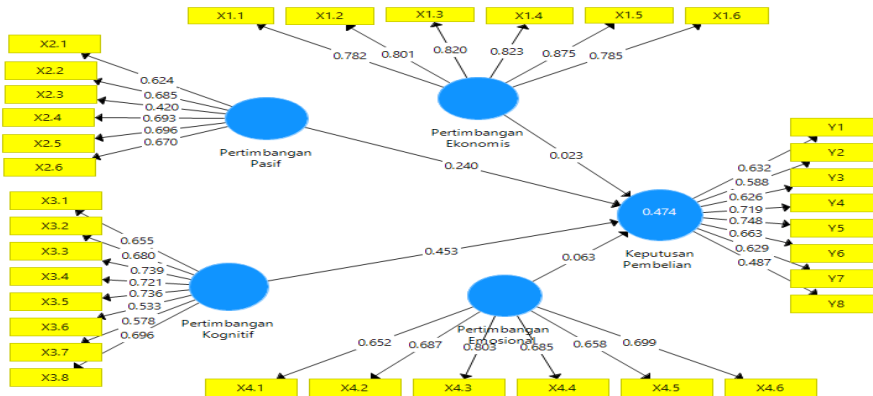 X1.1 X1.2 X1.3 X1.4 X1.5 X1.6
0.782 0.801 0.820 0.823 0.875 0.785
Pertimbangan
Ekonomis
X2.1
X2.2
X2.3
X2.4
X2.5
X2.6
0.624
0.685
0.420
0.693
0.696
0.670
Pertimbangan
Pasif
0.240
0.023
X3.1
X3.2
X3.3
X3.4
X3.5
X3.6
X3.7
X3.8
0.655
0.680
0.739
0.721
0.736
0.533
0.578
0.696
Pertimbangan
Kognitif
0.453
0.063
0.474
Keputusan
Pembelian
0.632
0.588
0.626
0.719
0.748
0.663
0.629
0.487
Y1
Y2
Y3
Y4
Y5
Y6
Y7
Y8
Pertimbangan
Emosional
0.652 0.687 0.803 0.685 0.658 0.699
X4.1 X4.2 X4.3 X4.4 X4.5 X4.6